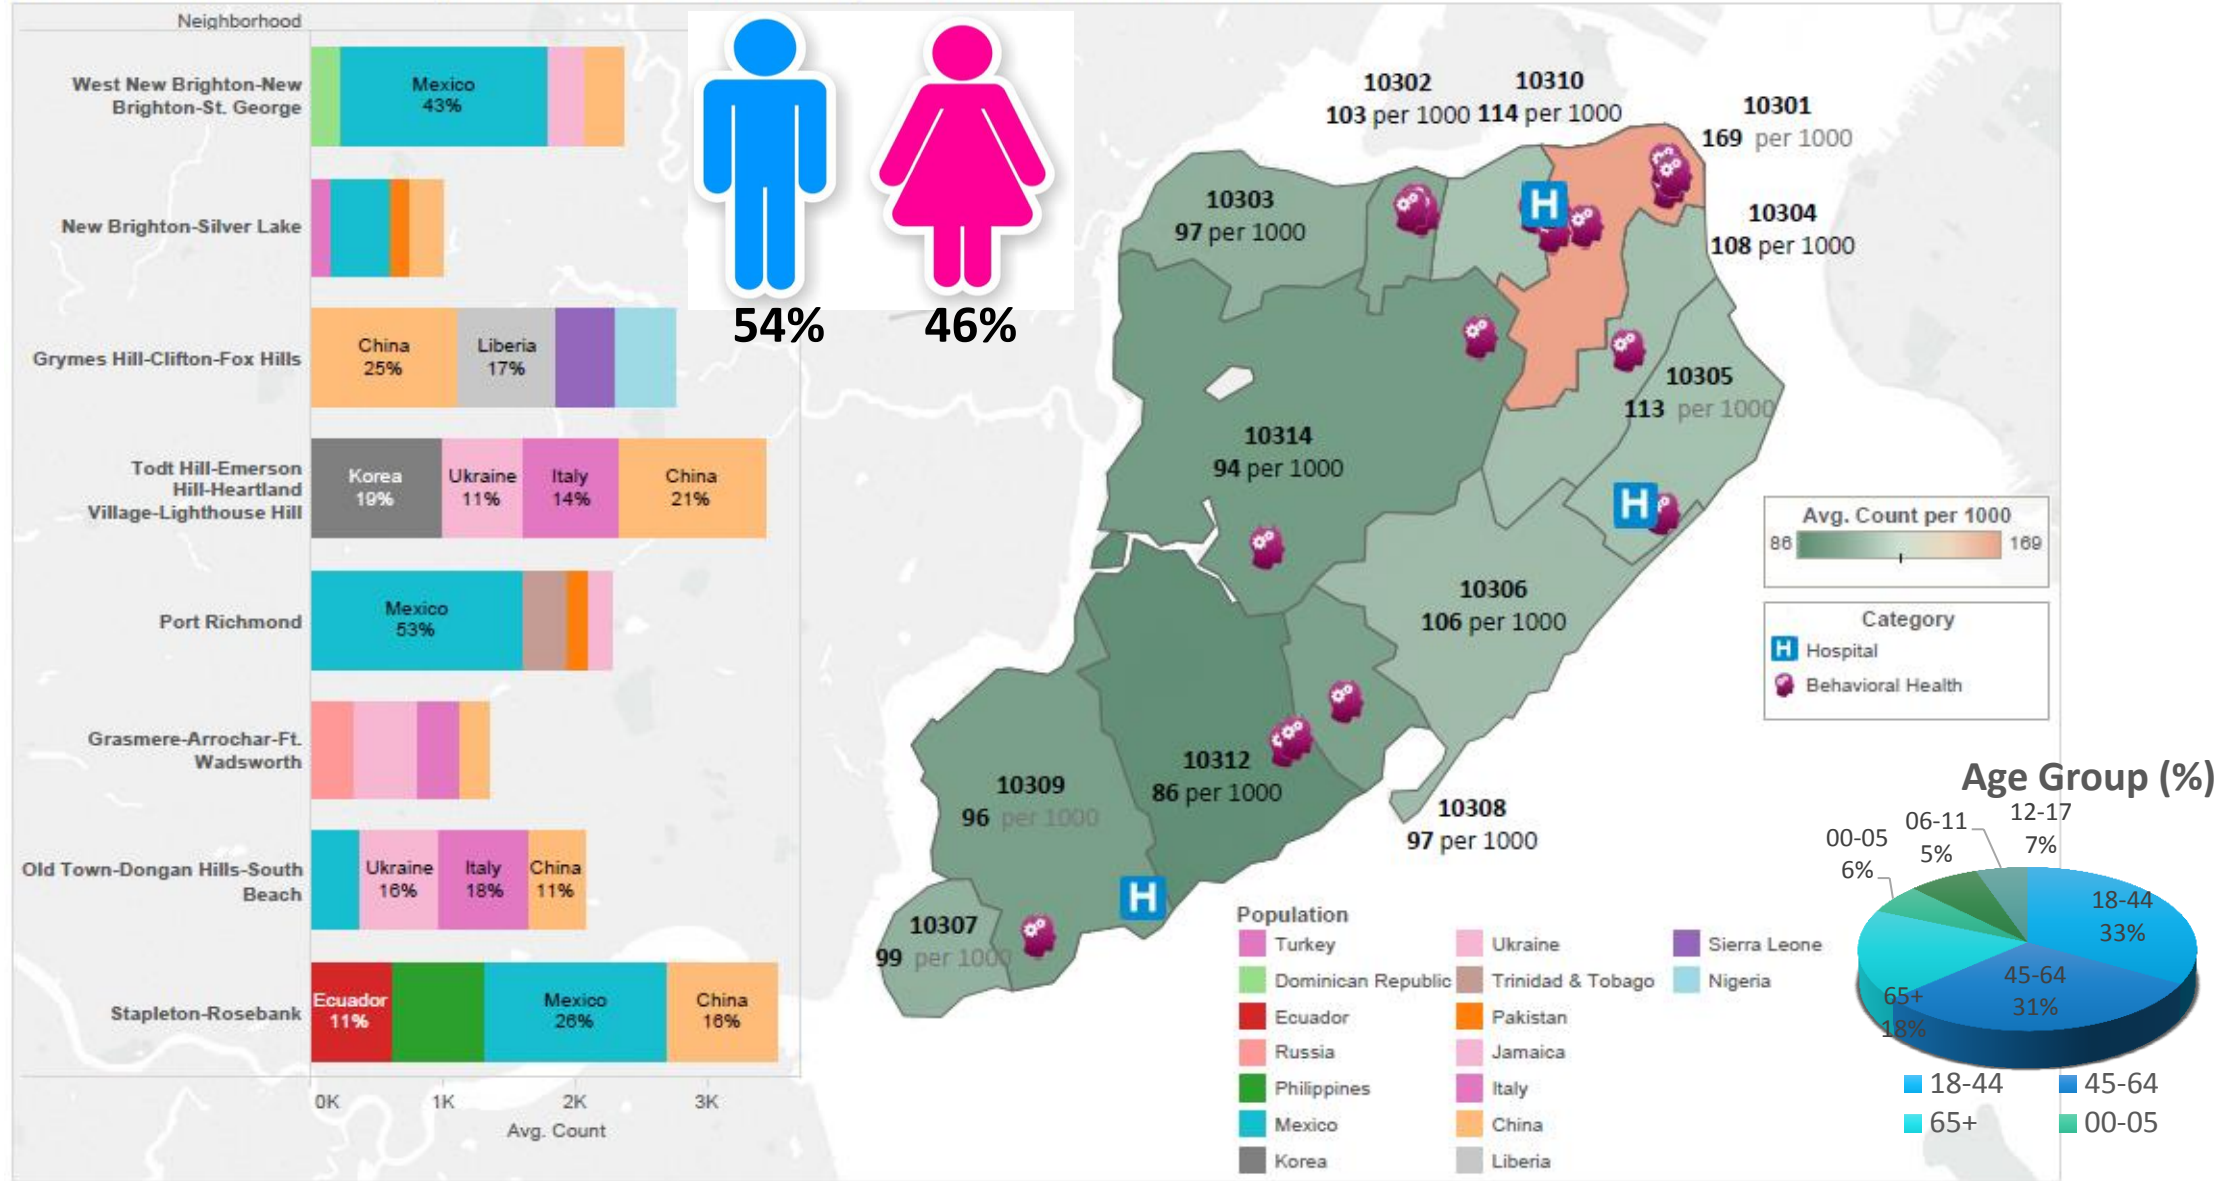 Neighborhood
West New Brighton-New
Brighton-St. George
Mexico
43%
New Brighton-Silver Lake
Grymes Hill-Clifton-Fox Hills
China
25%
Liberia
17%
Todt Hill-Emerson
Hill-Heartland
Village-Lighthouse Hill
Korea
19%
Ukraine
11%
Italy
14%
China
21%
Port Richmond
Mexico
53%
Grasmere-Arrochar-Ft.
Wadsworth
Old Town-Dongan Hills-South
Beach
Ukraine
16%
Italy
18%
China
11%
Stapleton-Rosebank
Ecuador
11%
Mexico
26%
China
16%
0K
1K
2K
3K
Avg. Count
54%
46%
10302
103 per 1000
10310
114 per 1000
10301
169 per 1000
10303
97 per 1000
10304
108 per 1000
10305
113 per 1000
10314
94 per 1000
10306
106 per 1000
10312
86 per 1000
10309
96 per 1000
10308
97 per 1000
10307
99 per 1000
H
H
H
Avg. Count per 1000
86
169
Category
H Hospital
Behavioral Health
Population
Turkey
Dominican Republic
Ecuador
Russia
Philippines
Mexico
Korea
Ukraine
Trinidad & Tobago
Pakistan
Jamaica
Italy
China
Liberia
Sierra Leone
Nigeria
Age Group (%)
00-05
6%
06-11
5%
12-17
7%
18-44
33%
45-64
31%
65+
18%
18-44
45-64
65+
00-05